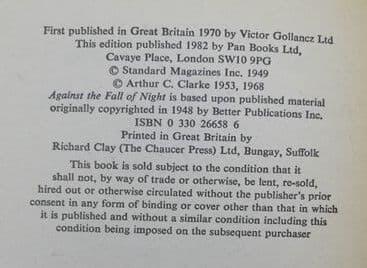 First published in Great Britain 1970 by Victor Gollancz Ltd
This edition published 1982 by Pan Books Ltd,
Cavaye Place, London SW10 9PG
© Standard Magazines Inc. 1949
© Arthur C. Clarke 1953, 1968
Against the Fall of Night is based upon published material
originally copyrighted in 1948 by Better Publications Inc.
ISBN 0 330 26658 6
Printed in Great Britain by
Richard Clay (The Chaucer Press) Ltd, Bungay, Suffolk
This book is sold subject to the condition that it
shall not, by way of trade or otherwise, be lent, re-sold,
hired out or otherwise circulated without the publisher's prior
consent in any form of binding or cover other than that in which
it is published and without a similar condition including this
condition being imposed on the subsequent purchaser